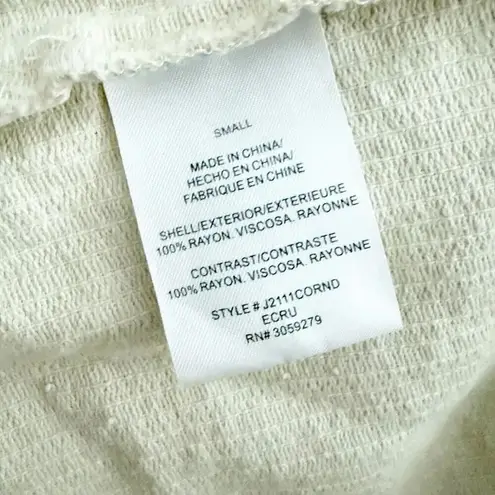 SMALL
MADE IN CHINA/
HECHO EN CHINA/
FABRIQUE EN CHINE
SHELL/EXTERIOR/EXTERIEURE
100% RAYON. VISCOSA. RAYONNE
CONTRAST/CONTRASTE
100% RAYON. VISCOSA. RAYONNE
STYLE # J2111CORND
ECRU
RN# 3059279